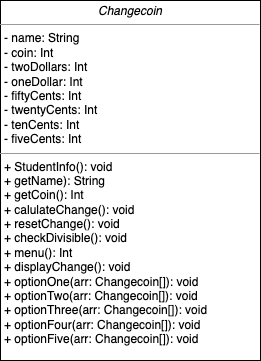 Changecoin
- name: String
- coin: Int
- twoDollars: Int
- oneDollar: Int
- fiftyCents: Int
- twentyCents: Int
- tenCents: Int
- fiveCents: Int
+ StudentInfo(): void
+ getName): String
+ getCoin(): Int
+ calulateChange(): void
+ resetChange(): void
+ checkDivisible(): void
+ menu(): Int
+ displayChange(): void
+ optionOne(arr: Changecoin[]): void
+ optionTwo(arr: Changecoin[]): void
+ optionThree(arr: Changecoin[]): void
+ optionFour(arr: Changecoin[]): void
+ optionFive(arr: Changecoin[]): void